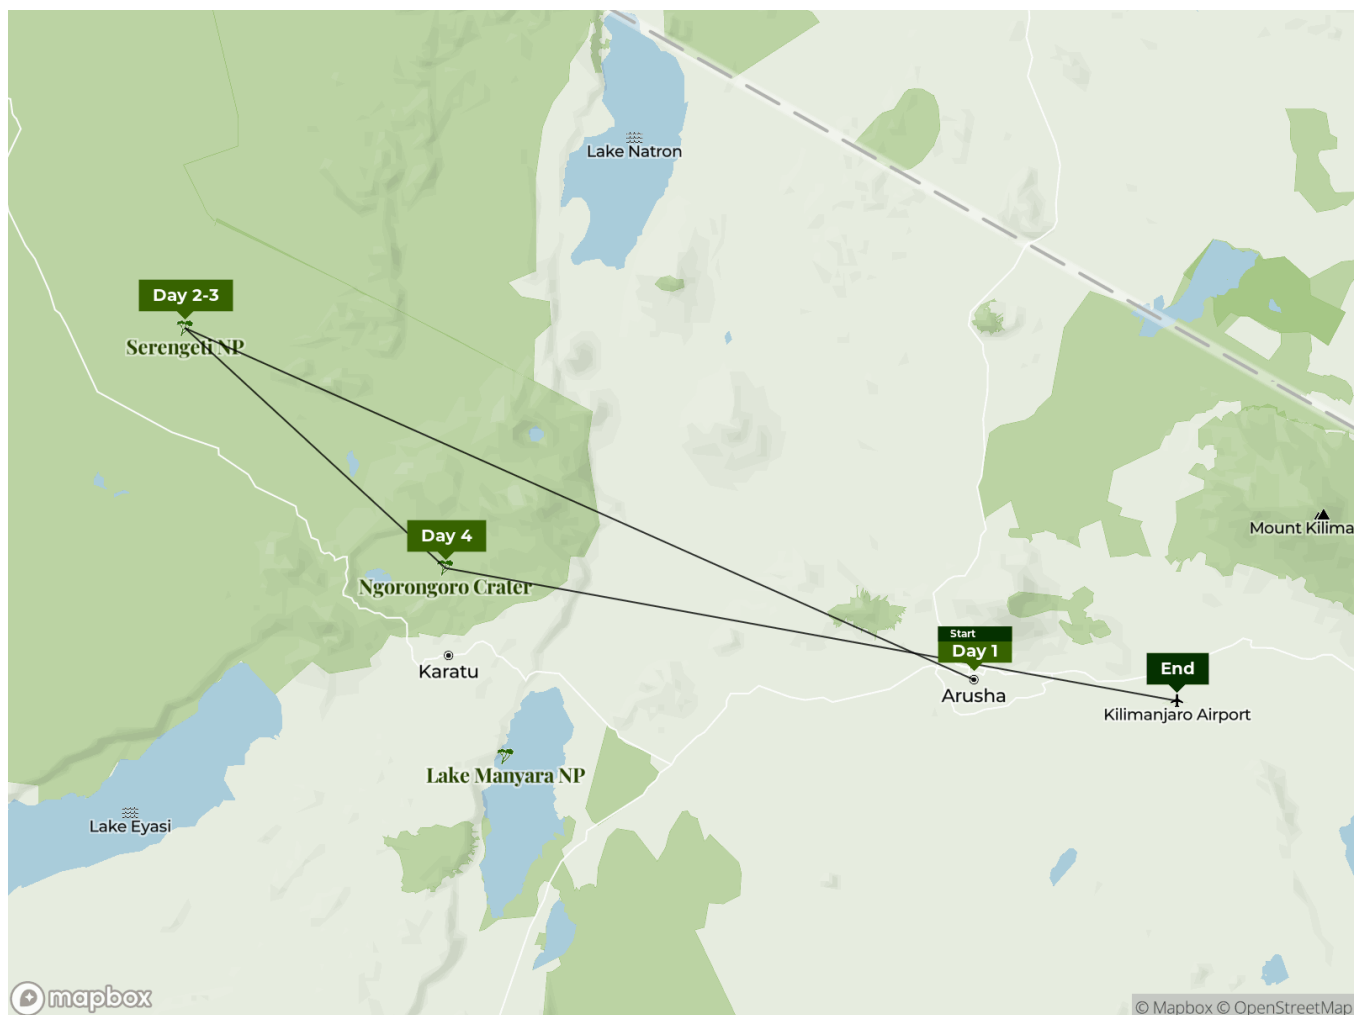 Lake Natron
Day 2-3
Serengeti NP
Mount Kilima
Day 4
Ngorongoro Crater
Start
Day 1
Karatu
End
Arusha
Kilimanjaro Airport
Lake Manyara NP
Lake Eyasi
mapbox
© Mapbox © OpenStreetMap